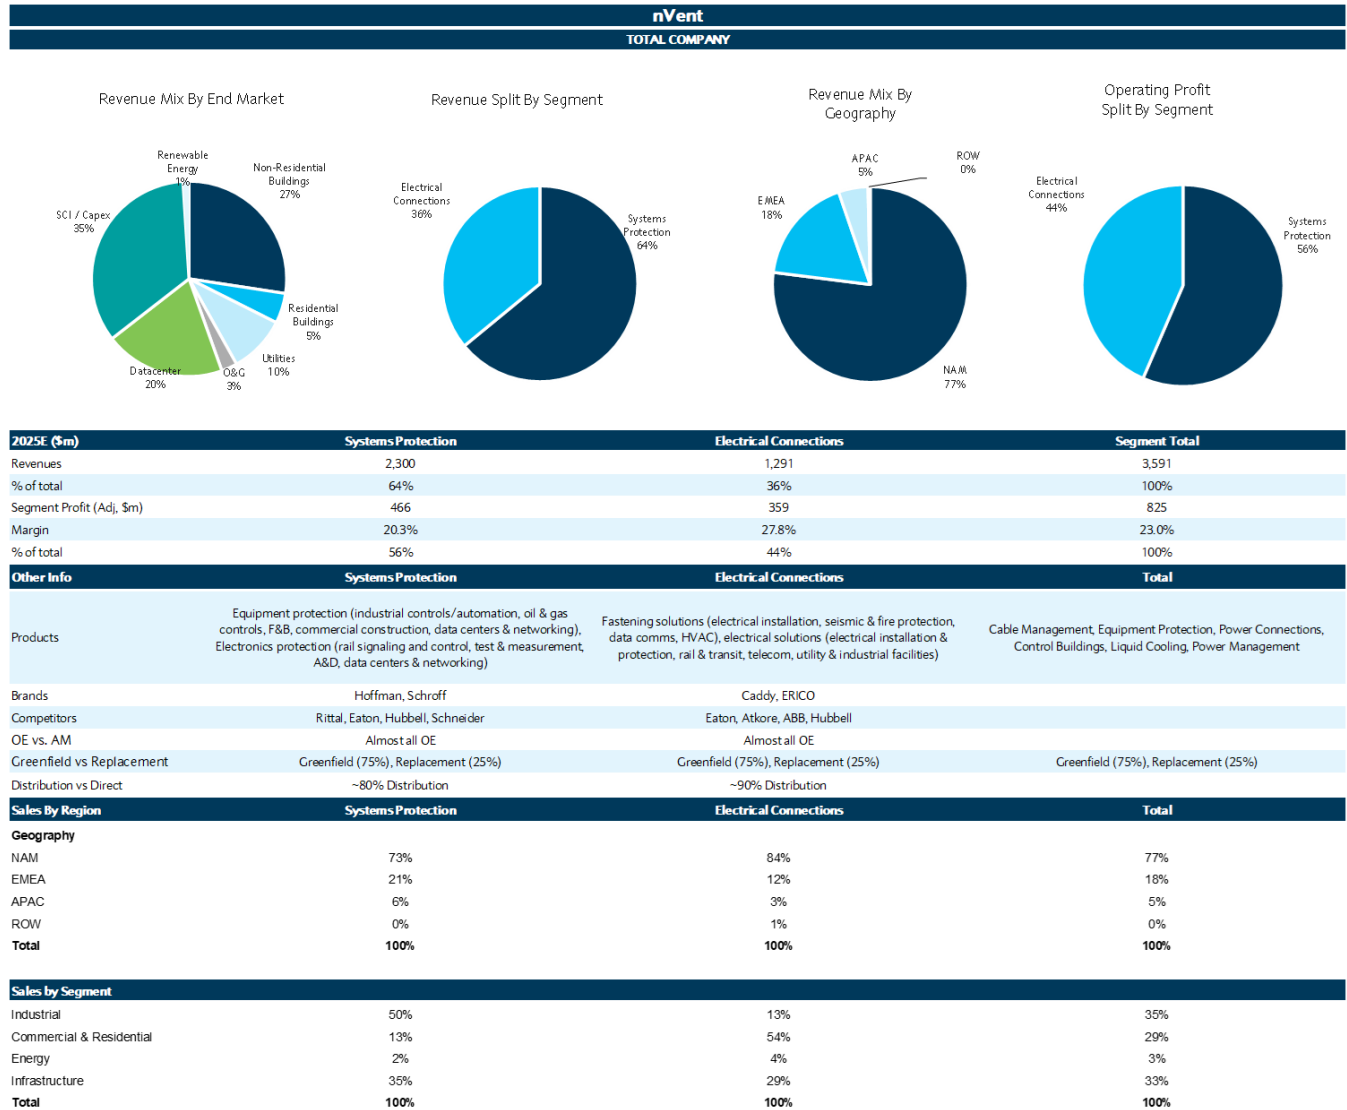 nVent
TOTAL COMPANY
Revenue Mix By End Market
Renewable
Energy
1%
Non-Residential
Buildings
27%
SCI / Capex
35%
Residential
Buildings
5%
Utilities
10%
O&G
3%
Datacenter
20%
Revenue Split By Segment
Electrical
Connections
36%
Systems
Protection
64%
Revenue Mix By
Geography
APAC
5%
ROW
0%
EMEA
18%
NAM
77%
Operating Profit
Split By Segment
Electrical
Connections
44%
Systems
Protection
56%
2025E ($m) Systems Protection Electrical Connections Segment Total
Revenues 2,300 1,291 3,591
% of total 64% 36% 100%
Segment Profit (Adj, $m) 466 359 825
Margin 20.3% 27.8% 23.0%
% of total 56% 44% 100%
Other Info Systems Protection Electrical Connections Total
Products
Equipment protection (industrial controls/automation, oil & gas
controls, F&B, commercial construction, data centers & networking),
Electronics protection (rail signaling and control, test & measurement,
A&D, data centers & networking)
Fastening solutions (electrical installation, seismic & fire protection,
data comms, HVAC), electrical solutions (electrical installation &
protection, rail & transit, telecom, utility & industrial facilities)
Cable Management, Equipment Protection, Power Connections,
Control Buildings, Liquid Cooling, Power Management
Brands Hoffman, Schroff Caddy, ERICO
Competitors Rittal, Eaton, Hubbell, Schneider Eaton, Atkore, ABB, Hubbell
OE vs. AM Almost all OE Almost all OE
Greenfield vs Replacement Greenfield (75%), Replacement (25%) Greenfield (75%), Replacement (25%) Greenfield (75%), Replacement (25%)
Distribution vs Direct ~80% Distribution ~90% Distribution
Sales By Region Systems Protection Electrical Connections Total
Geography
NAM 73% 84% 77%
EMEA 21% 12% 18%
APAC 6% 3% 5%
ROW 0% 1% 0%
Total 100% 100% 100%
Sales by Segment
Industrial 50% 13% 35%
Commercial & Residential 13% 54% 29%
Energy 2% 4% 3%
Infrastructure 35% 29% 33%
Total 100% 100% 100%